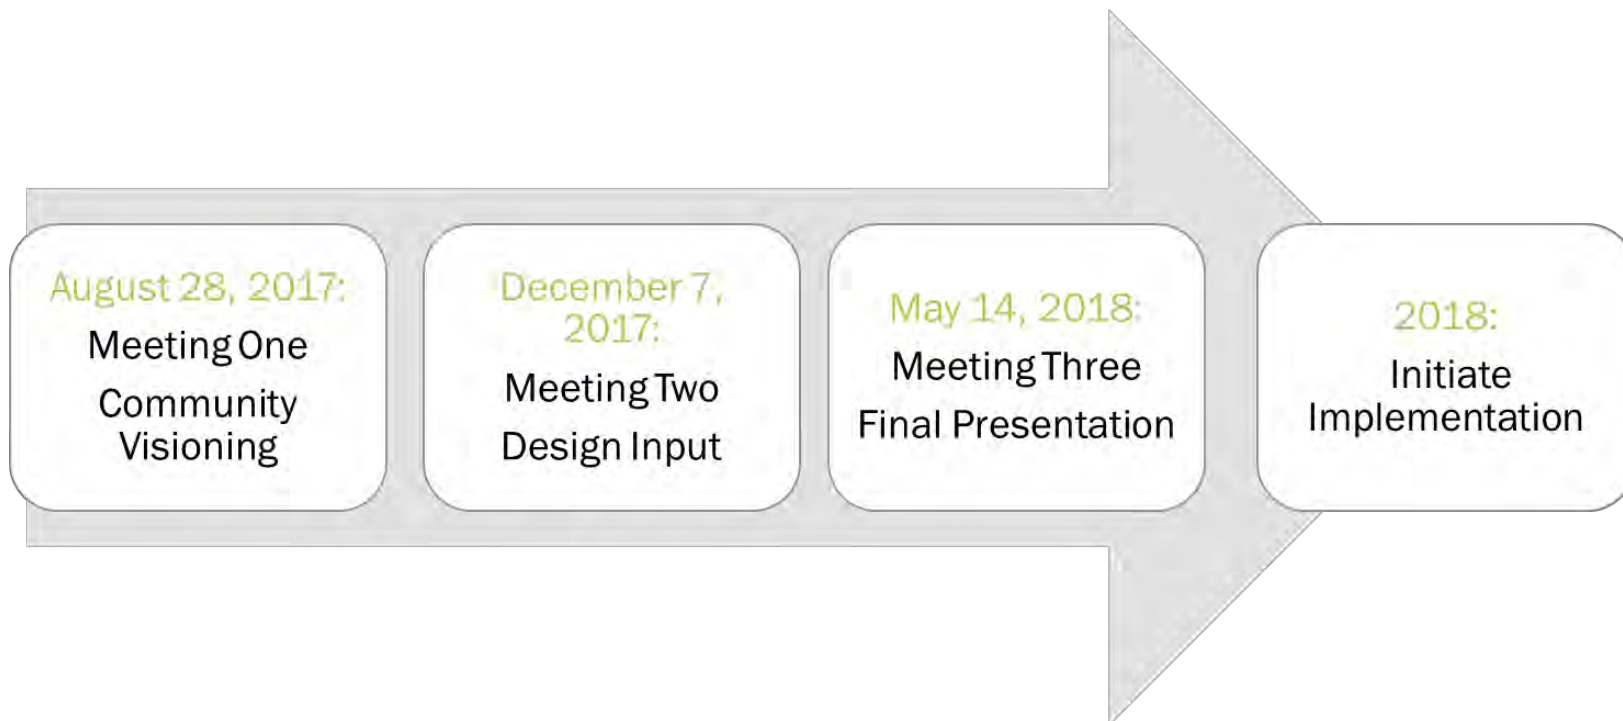 August 28, 2017:
Meeting One
Community
Visioning
December 7,
2017:
Meeting Two
Design Input
May 14, 2018:
Meeting Three
Final Presentation
2018:
Initiate
Implementation